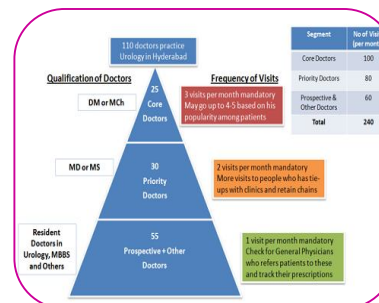 110 doctors practice
Urology in Hyderabad
Qualification of Doctors
Frequency of Visits
DM or MCh
25
Core
Doctors
3 visits per month mandatory
May go up to 4-5 based on his
popularity among patients
MD or MS
30
Priority
Doctors
2 visits per month mandatory
More visits to people who has tie-
ups with clinics and retain chains
Resident
Doctors in
Urology, MBBS
and Others
55
Prospective + Other
Doctors
1 visit per month mandatory
Check for General Physicians
who refers patients to these
and track their prescriptions
Segment No of Visit
(per month
Core Doctors 100
Priority Doctors 80
Prospective & 60
Other Doctors
Total 240